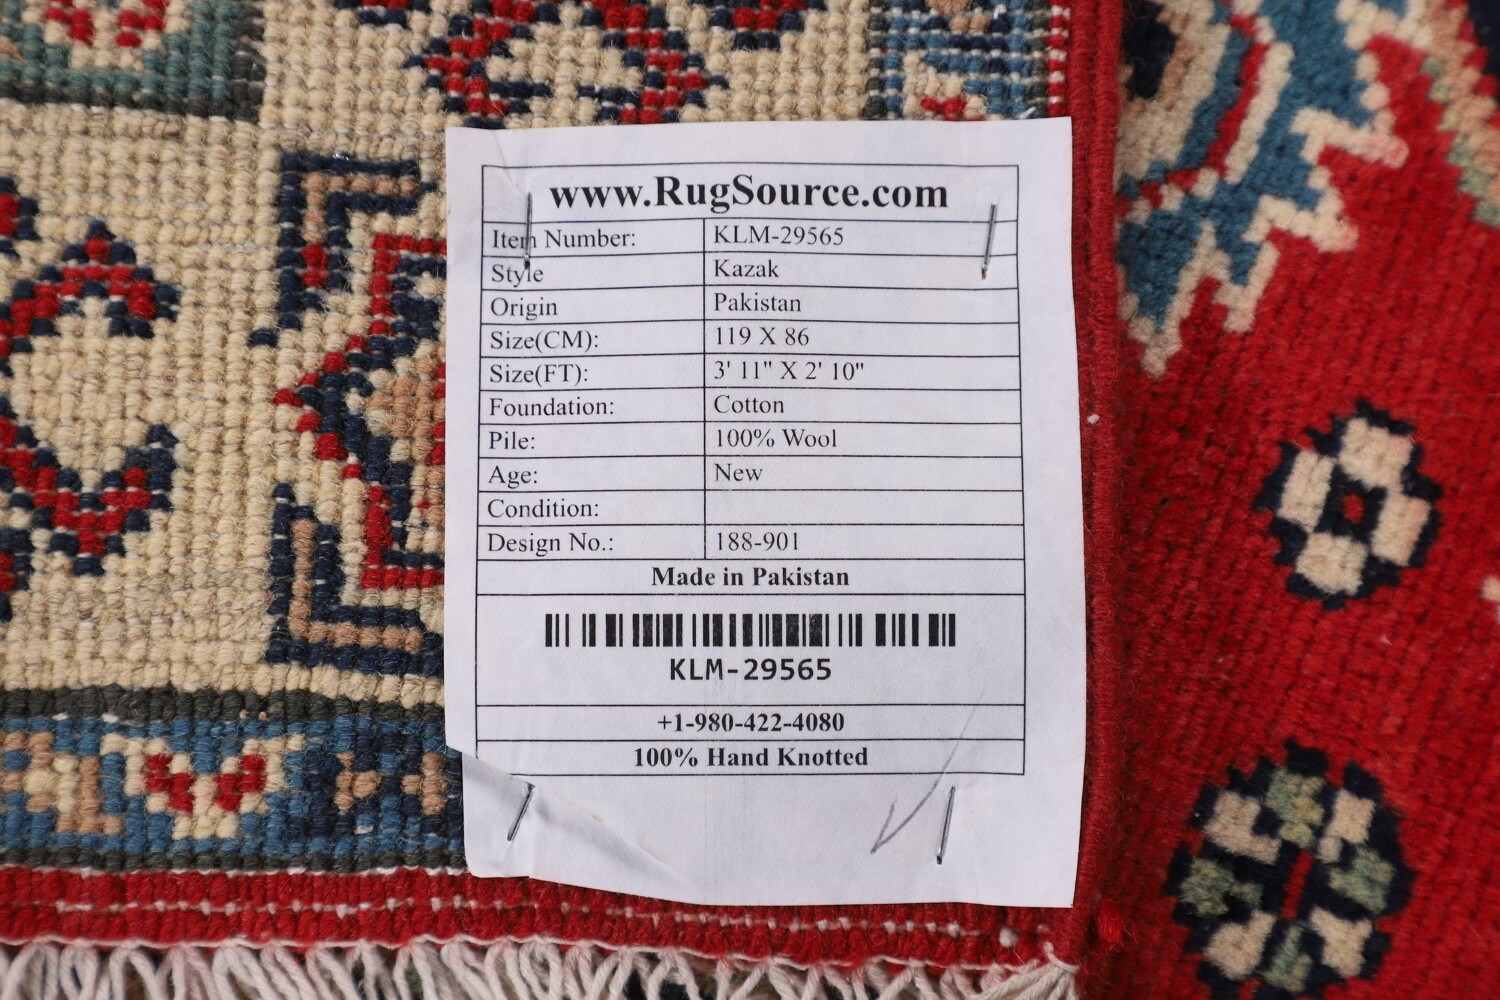 www.RugSource.com
Item Number: KLM-29565
Style Kazak
Origin Pakistan
Size(CM): 119 X 86
Size(FT): 3' 11" X 2' 10"
Foundation: Cotton
Pile: 100% Wool
Age: New
Condition:
Design No.: 188-901
Made in Pakistan
KLM-29565
+1-980-422-4080
100% Hand Knotted